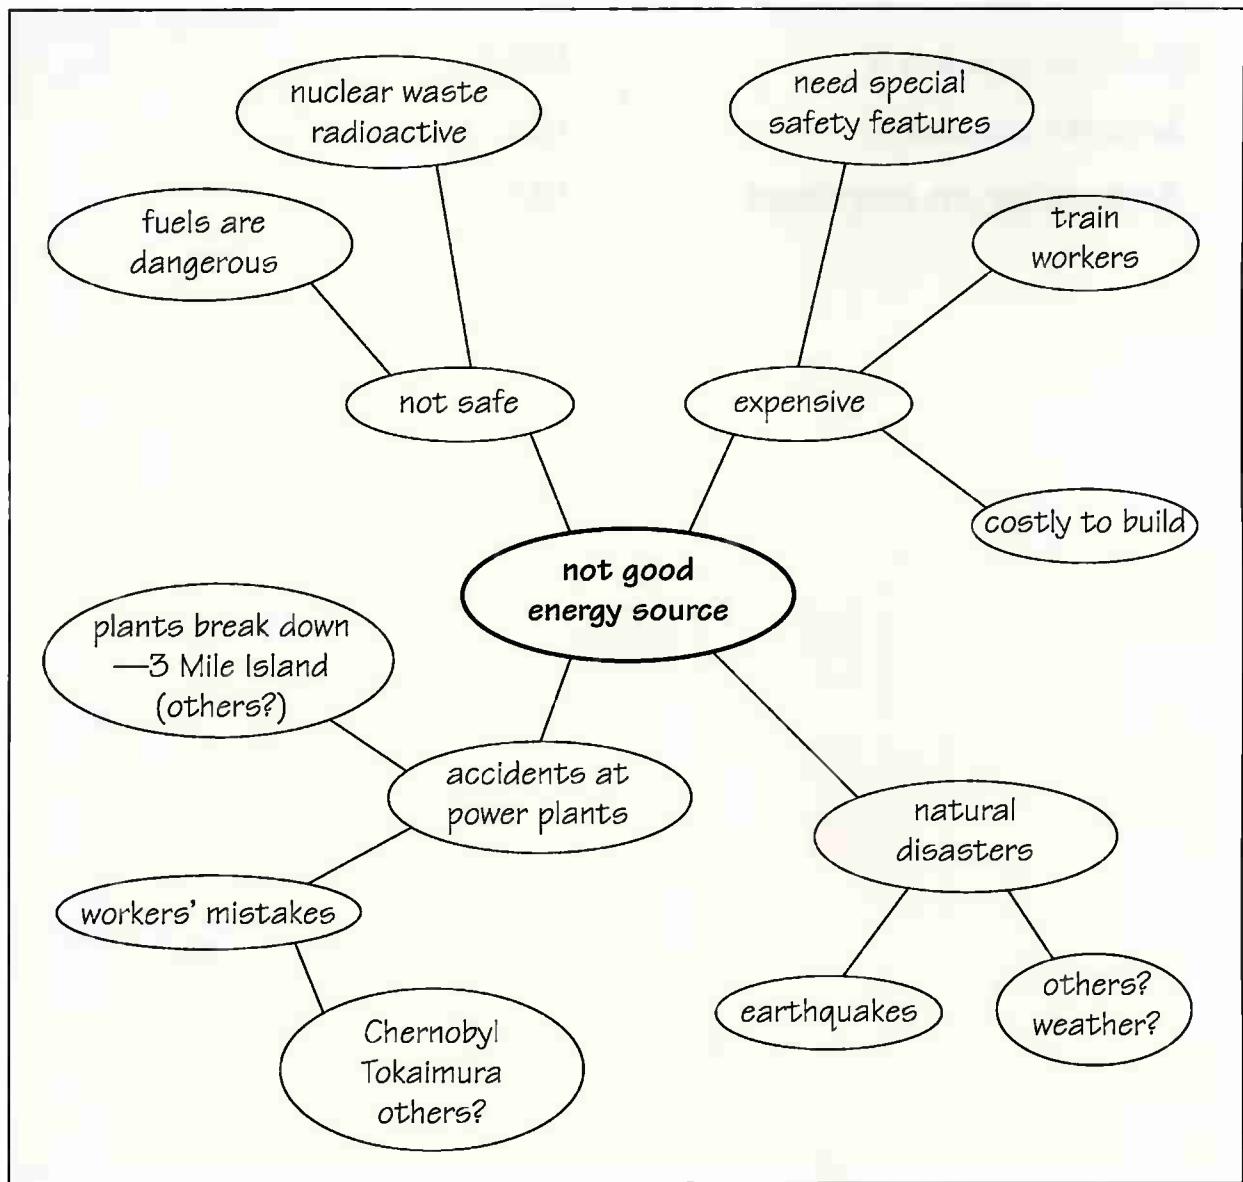 nuclear waste
radioactive
need special
safety features
fuels are
dangerous
train
workers
not safe
expensive
costly to build
not good
energy source
plants break down
—3 Mile Island
(others?)
accidents at
power plants
natural
disasters
workers' mistakes
earthquakes
others?
weather?
Chernobyl
Tokaimura
others?